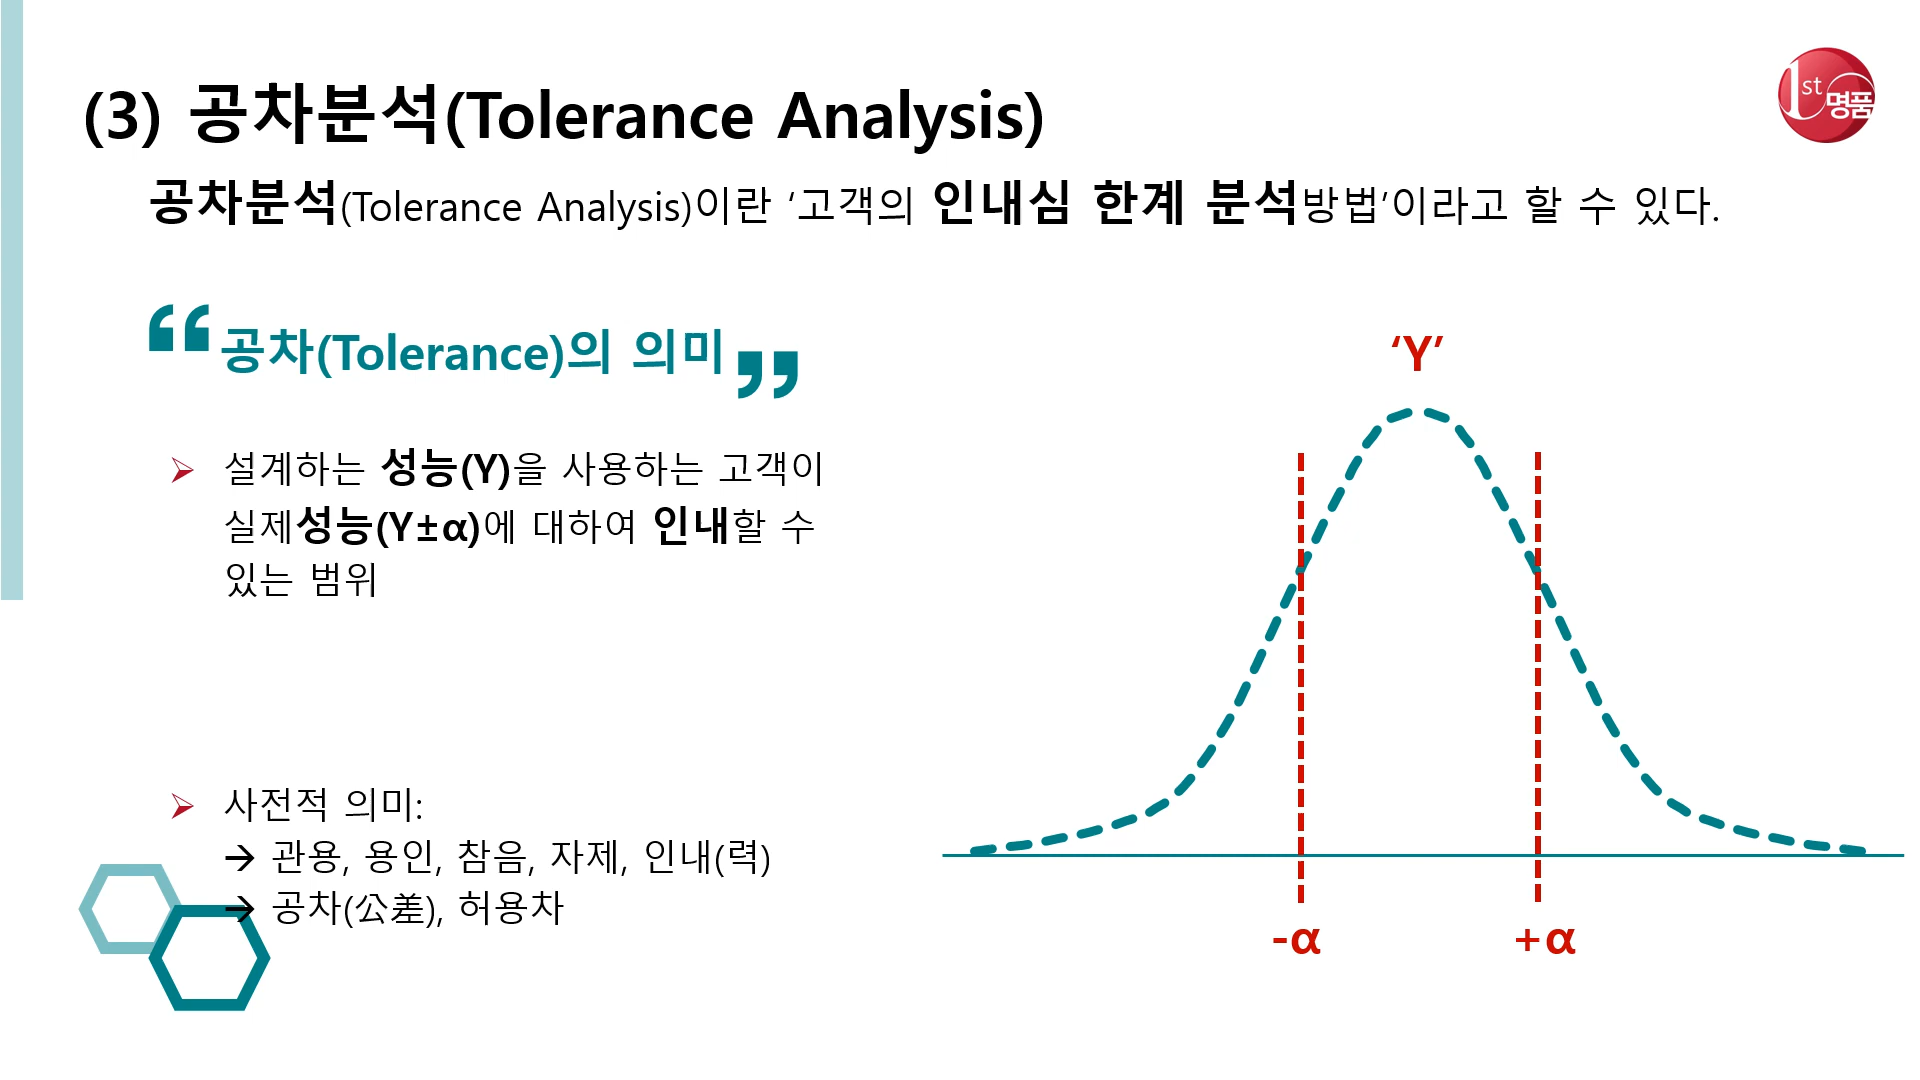 (3) 공차분석(Tolerance Analysis)
1st 명품
공차분석(Tolerance Analysis)이란 ‘고객의 인내심 한계 분석방법’이라고 할 수 있다.
“공차(Tolerance)의 의미”
➢ 설계하는 성능(Y)을 사용하는 고객이
실제성능(Y±α)에 대하여 인내할 수
있는 범위
➢ 사전적 의미:
→ 관용, 용인, 참음, 자제, 인내(력)
→ 공차(公差), 허용차
‘Y’
-α
+α